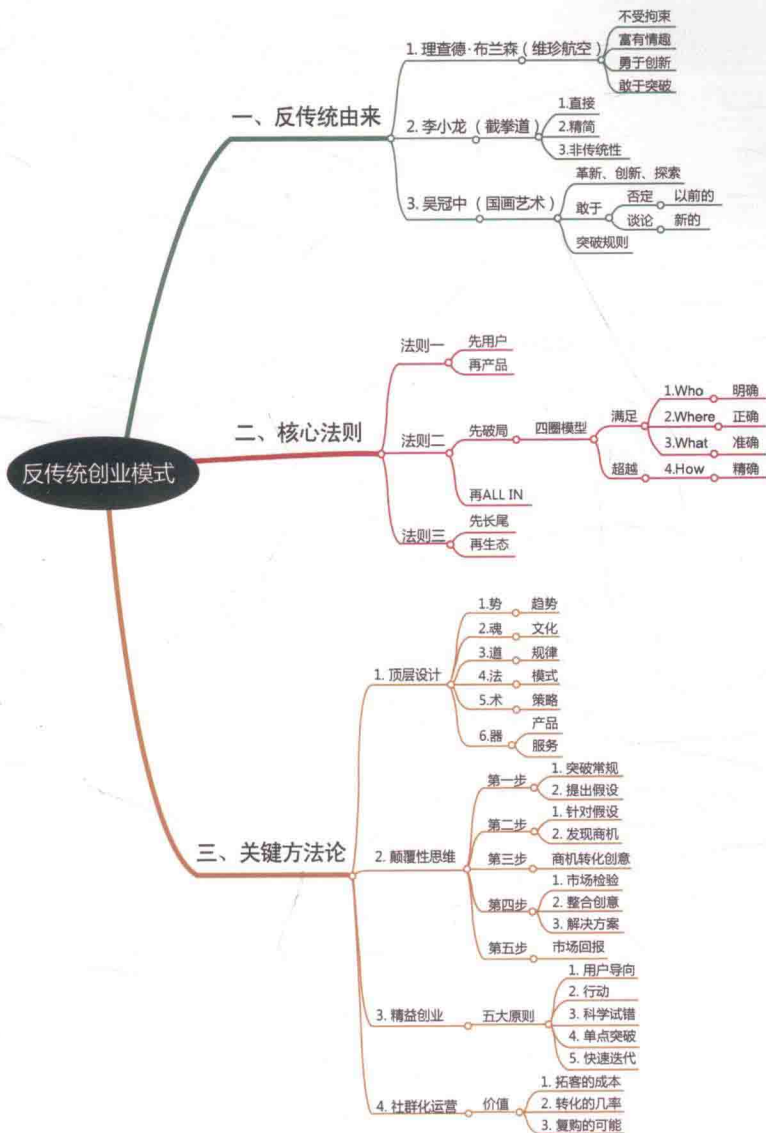 反传统创业模式
一、反传统由来
1. 理查德·布兰森（维珍航空）
不受拘束
富有情趣
勇于创新
敢于突破
2. 李小龙（截拳道）
1.直接
2.精简
3.非传统性
3. 吴冠中（国画艺术）
革新、创新、探索
敢于
否定
以前的
谈论
新的
突破规则
二、核心法则
法则一
先用户
再产品
法则二
先破局
四圈模型
满足
1.Who
明确
2.Where
正确
3.What
准确
超越
4.How
精确
再ALL IN
法则三
先长尾
再生态
三、关键方法论
1. 顶层设计
1.势
趋势
2.魂
文化
3.道
规律
4.法
模式
5.术
策略
6.器
产品
服务
2. 颠覆性思维
第一步
1. 突破常规
2. 提出假设
第二步
1. 针对假设
2. 发现商机
第三步
商机转化创意
第四步
1. 市场检验
2. 整合创意
3. 解决方案
第五步
市场回报
3. 精益创业
五大原则
1. 用户导向
2. 行动
3. 科学试错
4. 单点突破
5. 快速迭代
4. 社群化运营
价值
1. 拓客的成本
2. 转化的几率
3. 复购的可能